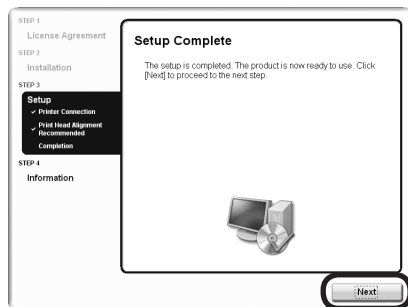 STEP 1
License Agreement
STEP 2
Installation
STEP 3
Setup
Printer Connection
Print Head Alignment
Recommended
Completion
STEP 4
Information
Setup Complete
The setup is completed. The product is now ready to use. Click
[Next] to proceed to the next step.
Next